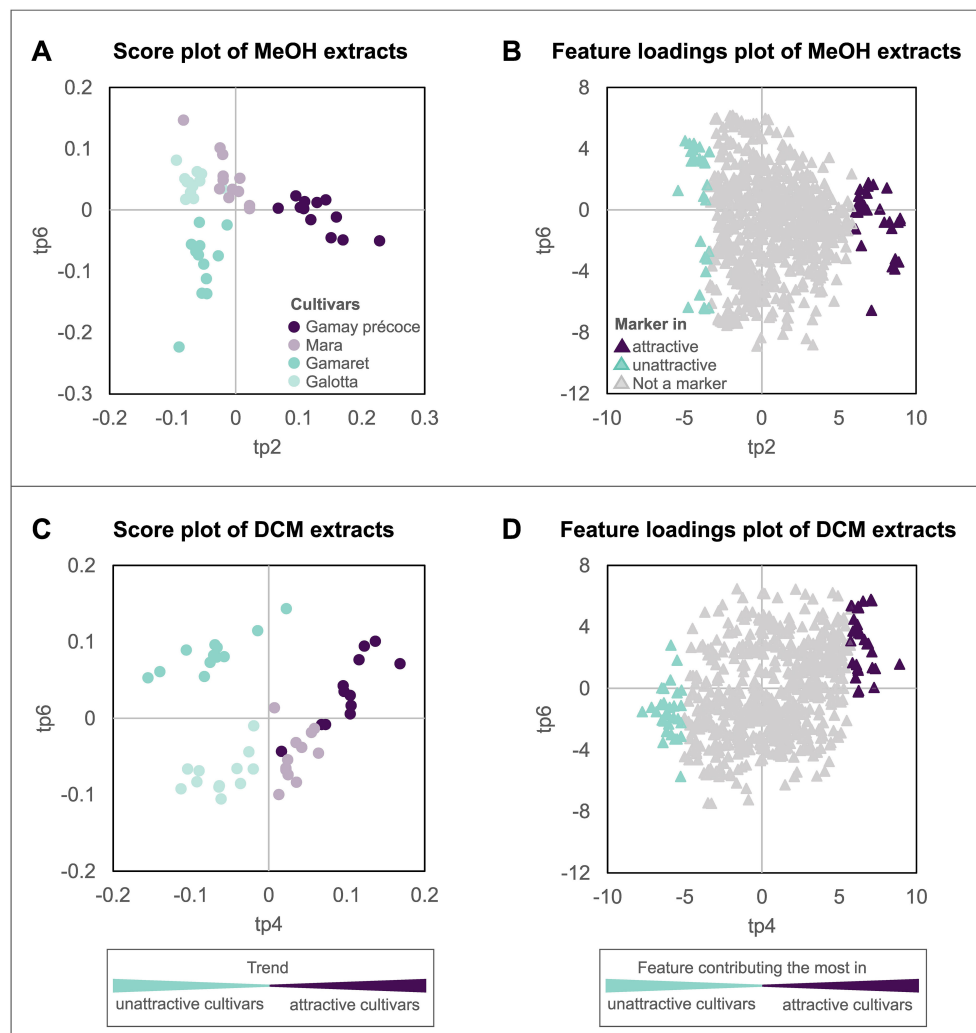 A Score plot of MeOH extracts
0.2
0.1
0
-0.1
-0.2
-0.3
tp6
-0.2 -0.1 0 0.1 0.2 0.3
tp2
Cultivars
Gamay précoce
Mara
Gamaret
Galotta
B Feature loadings plot of MeOH extracts
8
4
0
-4
-8
-12
tp6
-10 -5 0 5 10
tp2
Marker in
attractive
unattractive
Not a marker
C Score plot of DCM extracts
0.2
0.1
0
-0.1
-0.2
tp6
-0.2 -0.1 0 0.1 0.2
tp4
Trend
unattractive cultivars attractive cultivars
D Feature loadings plot of DCM extracts
8
4
0
-4
-8
-12
tp6
-10 -5 0 5 10
tp4
Feature contributing the most in
unattractive cultivars attractive cultivars